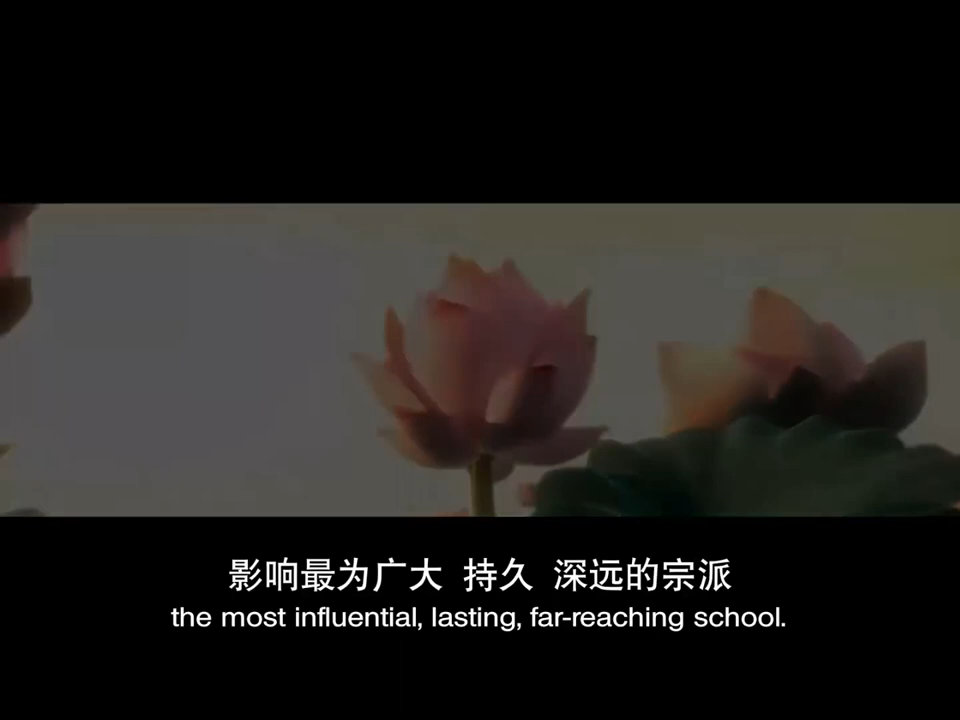 影响最为广大 持久 深远的宗派
the most influential, lasting, far-reaching school.